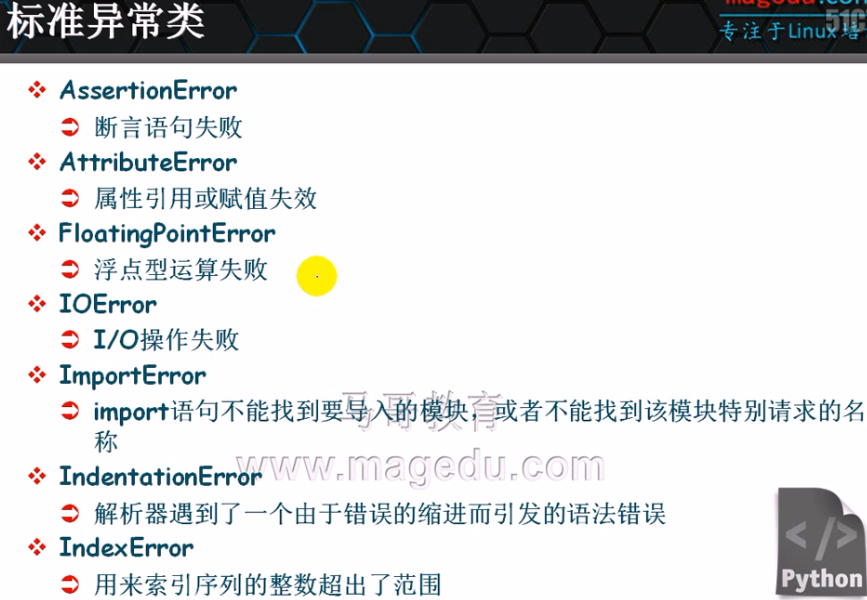 标准异常类
magedu.com
51C
专注于Linux培
AssertionError
断言语句失败
AttributeError
属性引用或赋值失效
FloatingPointError
浮点型运算失败
IOError
I/O操作失败
ImportError
import语句不能找到要导入的模块，或者不能找到该模块特别请求的名
称
马哥教育
www.magedu.com
IndentationError
解析器遇到了一个由于错误的缩进而引发的语法错误
IndexError
用来索引序列的整数超出了范围
</>
Python